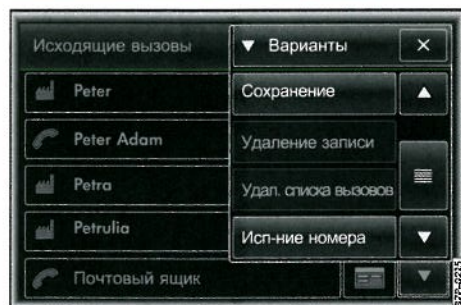 Исходящие вызовы
▼ Варианты
Peter
Сохранение
Peter Adam
Удаление записи
Petra
Удал. списка вызовов
Petrulia
Исп-ние номера
Почтовый ящик